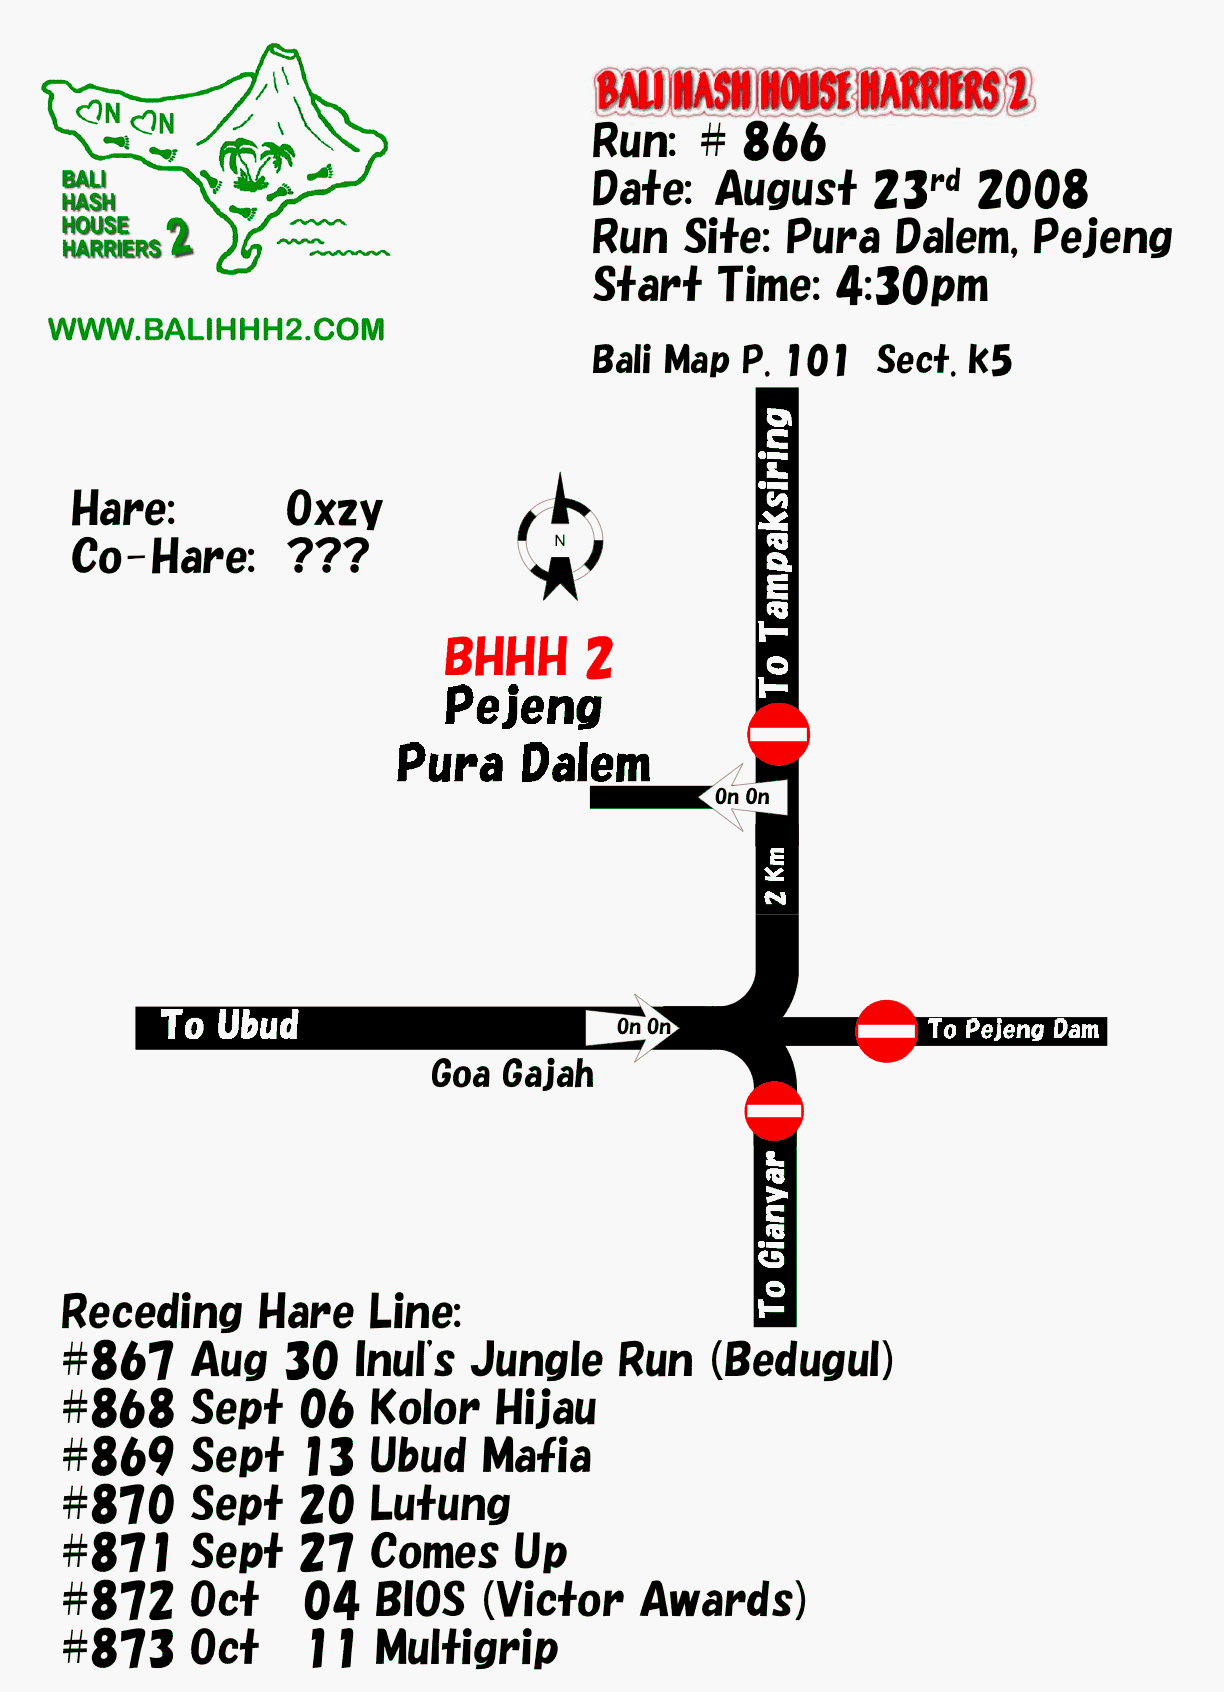 ♡N ♡N
BALI
HASH
HOUSE
HARRIERS 2
WWW.BALIHHH2.COM
BALI HASH HOUSE HARRIERS 2
Run: # 866
Date: August 23rd 2008
Run Site: Pura Dalem, Pejeng
Start Time: 4:30pm
Bali Map P. 101 Sect. K5
Hare: Oxzy
Co-Hare: ???
N
To Tampaksiring
BHHH 2
Pejeng
Pura Dalem
On On
2 Km
To Ubud
On On
To Pejeng Dam
Goa Gajah
To Gianyar
Receding Hare Line:
#867 Aug 30 Inul's Jungle Run (Bedugul)
#868 Sept 06 Kolor Hijau
#869 Sept 13 Ubud Mafia
#870 Sept 20 Lutung
#871 Sept 27 Comes Up
#872 Oct 04 BIOS (Victor Awards)
#873 Oct 11 Multigrip